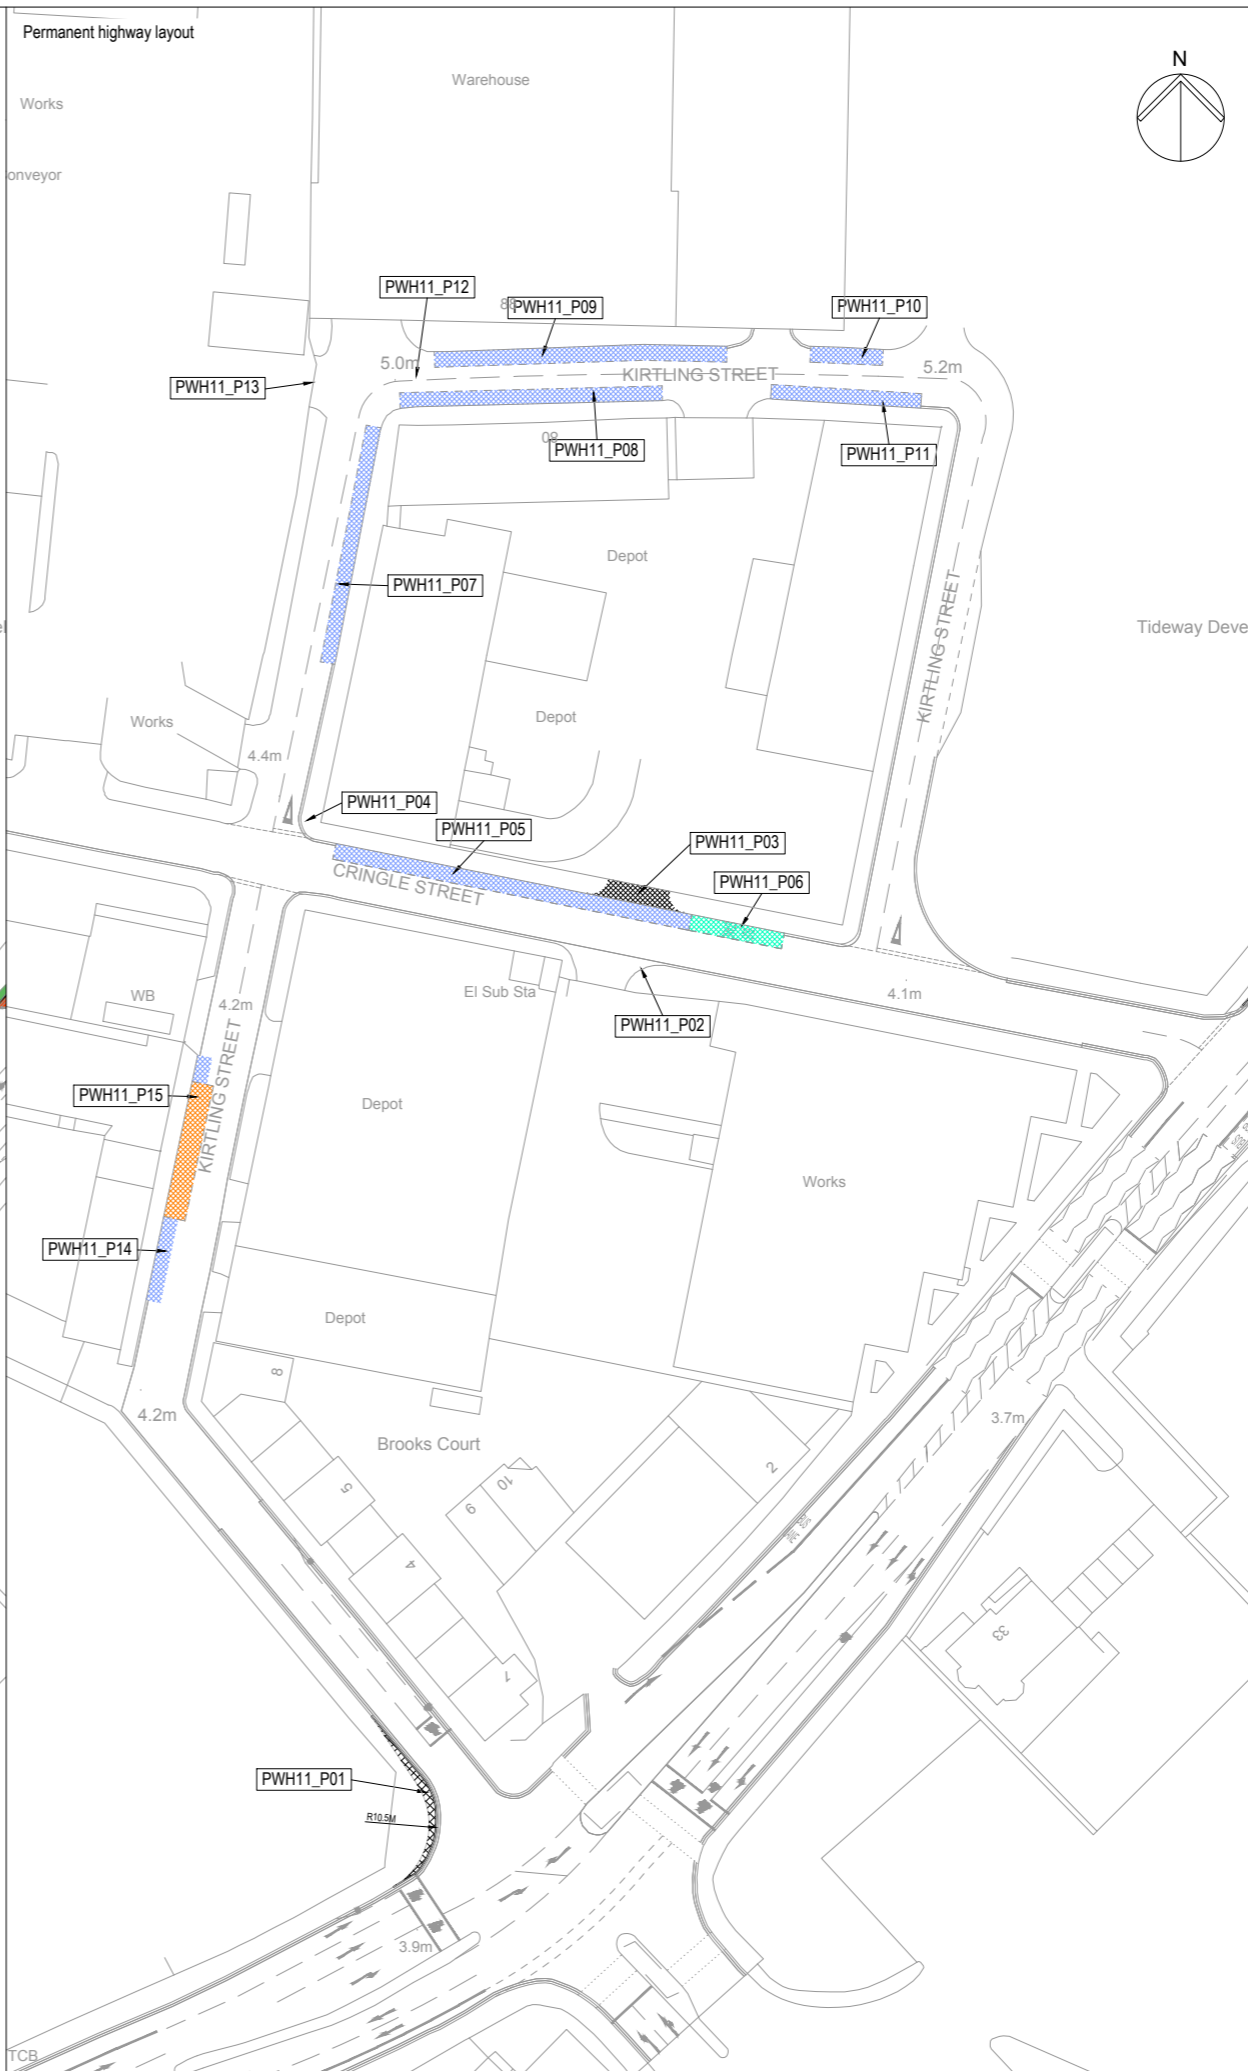 Permanent highway layout
N
Warehouse
Works
onveyor
PWH11_P12
PWH11_P09
PWH11_P10
5.0m
KIRTLING STREET
5.2m
PWH11_P13
80
PWH11_P08
PWH11_P11
Depot
PWH11_P07
KIRTLING STREET
Tideway Deve
Depot
Works
4.4m
PWH11_P04
PWH11_P05
PWH11_P03
CRINGLE STREET
PWH11_P06
El Sub Sta
WB
4.1m
4.2m
PWH11_P02
KIRTLING STREET
PWH11_P15
Depot
Works
PWH11_P14
Depot
8
4.2m
3.7m
Brooks Court
2
5
10
9
4
33
1
PWH11_P01
R10.5M
3.9m
TCB